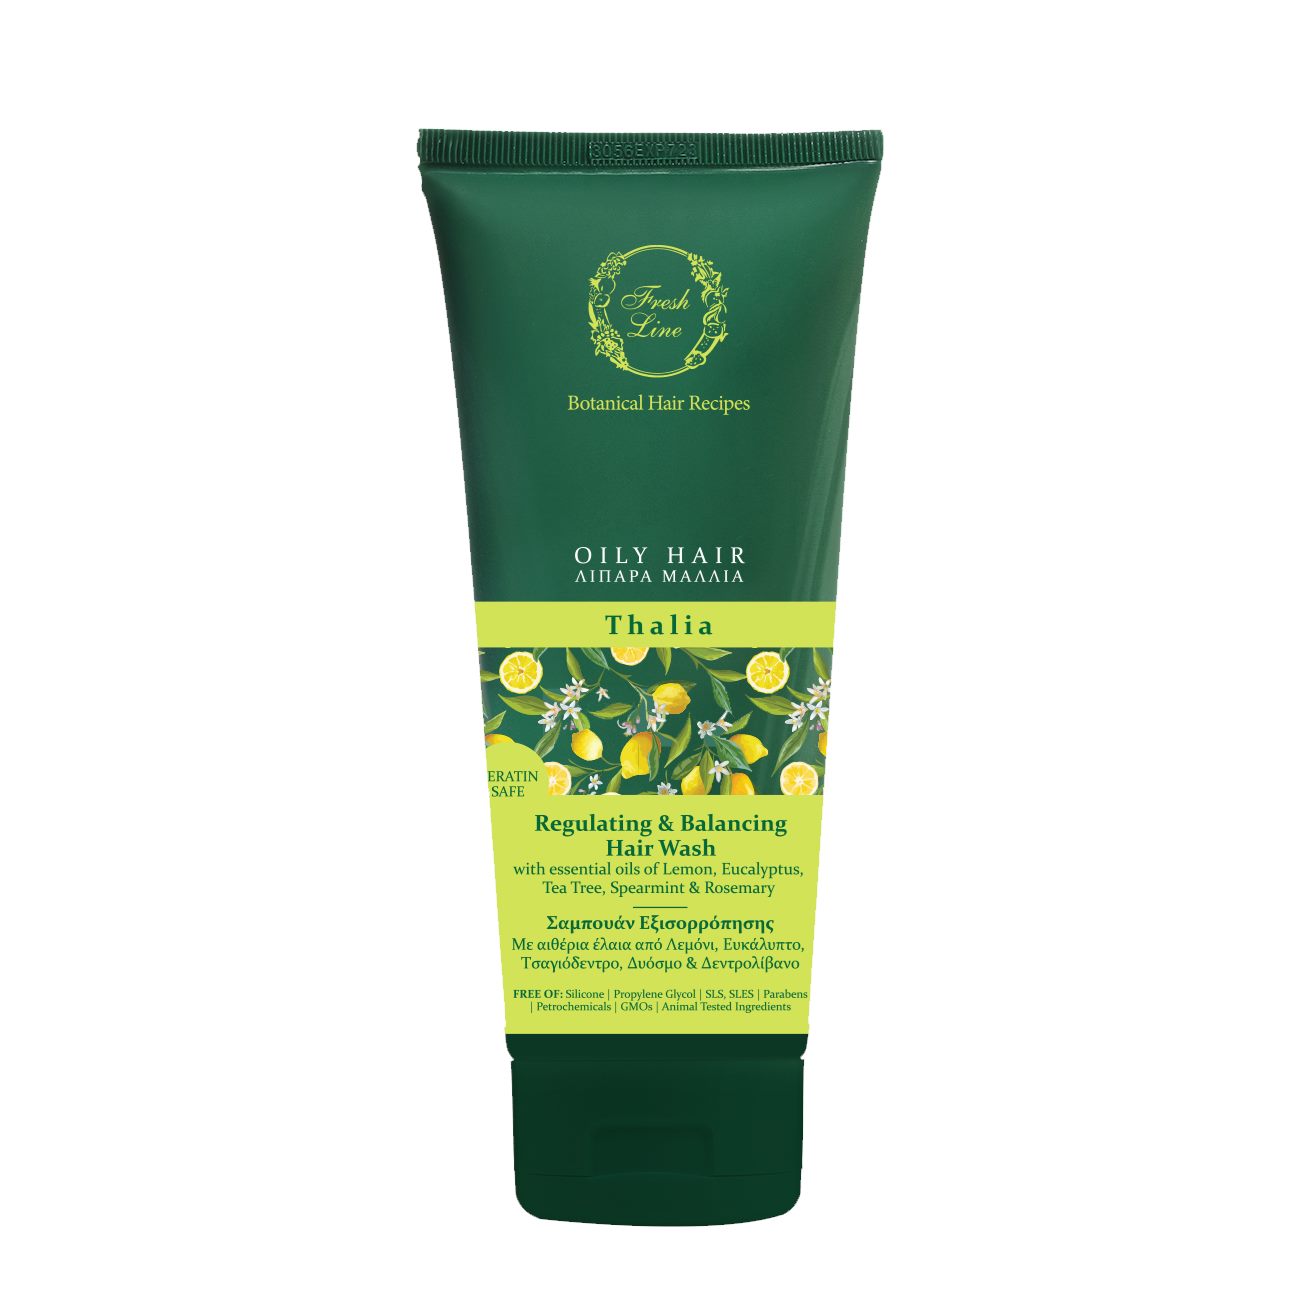 3056EXP723
Fresh
Line
Botanical Hair Recipes
OILY HAIR
ΛΙΠΑΡΑ ΜΑΛΛΙΑ
Thalia
ERATIN
SAFE
Regulating & Balancing
Hair Wash
with essential oils of Lemon, Eucalyptus,
Tea Tree, Spearmint & Rosemary
Σαμπουάν Εξισορρόπησης
Με αιθέρια έλαια από Λεμόνι, Ευκάλυπτο,
Τσαγιόδεντρο, Δυόσμο & Δεντρολίβανο
FREE OF: Silicone | Propylene Glycol | SLS, SLES | Parabens
| Petrochemicals | GMOs | Animal Tested Ingredients